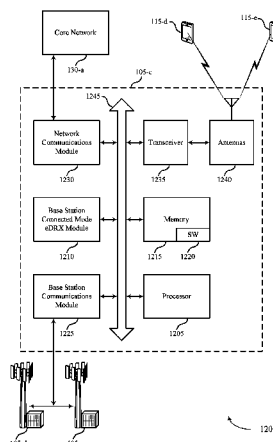 Core Network
130-a
115-d
115-e
105-c
1245
Network
Communications
Module
1230
Transceiver
1235
Antennas
1240
Base Station
Connected Mode
eDRX Module
1210
Memory
SW
1215
1220
Base Station
Communications
Module
1225
Processor
1205